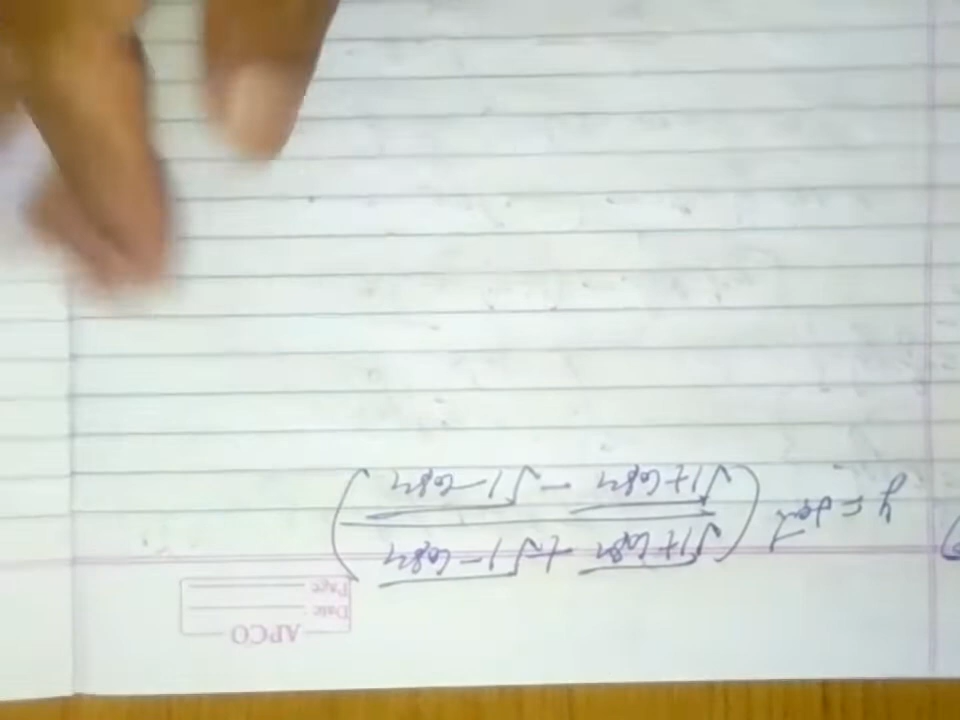 APCO
Date
Page
y = tan⁻¹ ( (√1+cosx + √1-cosx) / (√1+cosx - √1-cosx) )